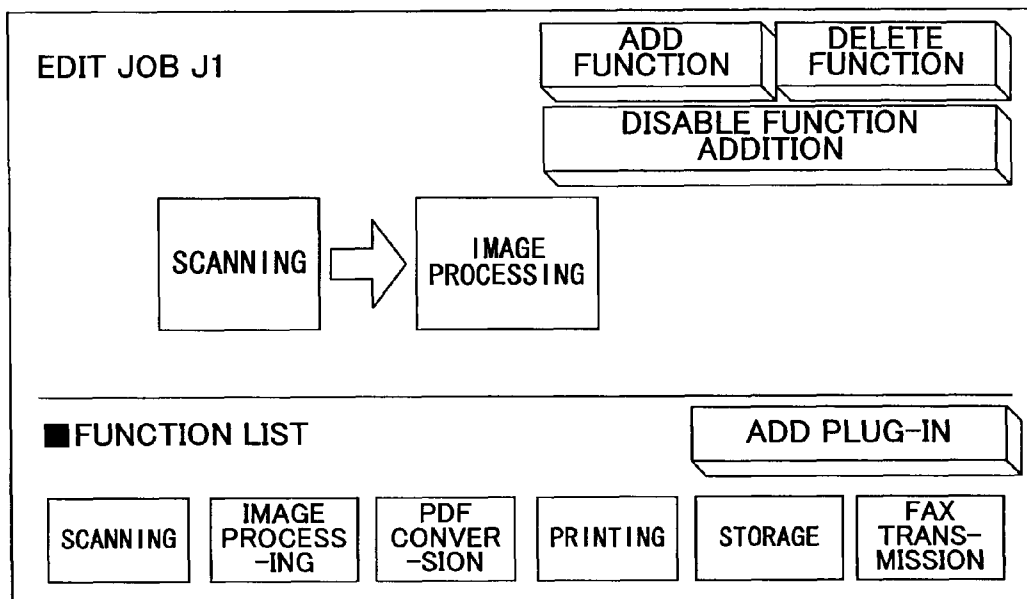 EDIT JOB J1
ADD
FUNCTION
DELETE
FUNCTION
DISABLE FUNCTION
ADDITION
SCANNING
IMAGE
PROCESSING
■FUNCTION LIST
ADD PLUG-IN
SCANNING
IMAGE
PROCESS
-ING
PDF
CONVER
-SION
PRINTING
STORAGE
FAX
TRANS-
MISSION